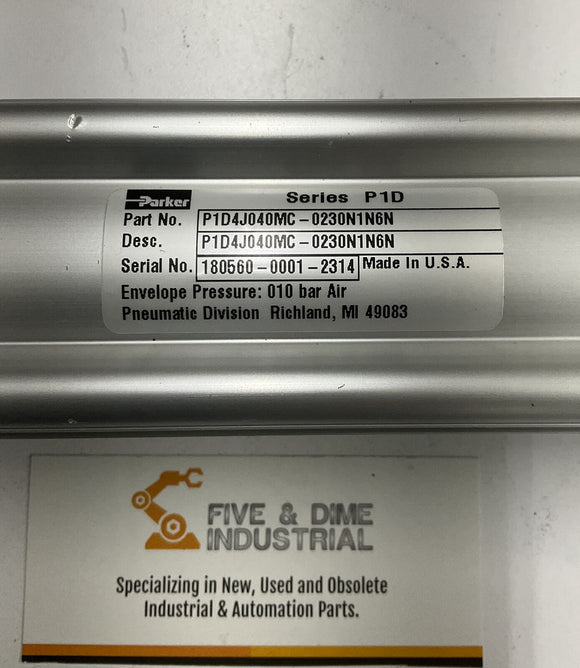 Parker Series P1D
Part No. P1D4J040MC-0230N1N6N
Desc. P1D4J040MC-0230N1N6N
Serial No. 180560-0001-2314 Made In U.S.A.
Envelope Pressure: 010 bar Air
Pneumatic Division Richland, MI 49083
FIVE & DIME
INDUSTRIAL
Specializing in New, Used and Obsolete
Industrial & Automation Parts.